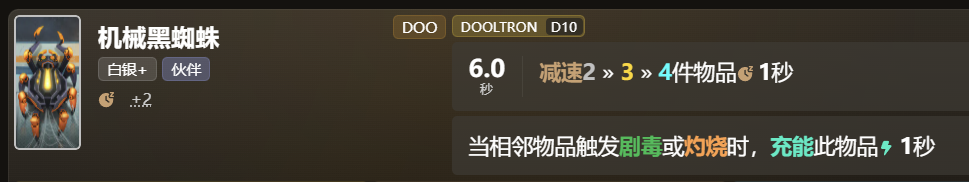 机械黑蜘蛛
DOO
白银+ 伙伴
+2
DOOLTRON D10
6.0
秒
减速2 » 3 » 4件物品 1秒
当相邻物品触发剧毒或灼烧时，充能此物品 1秒